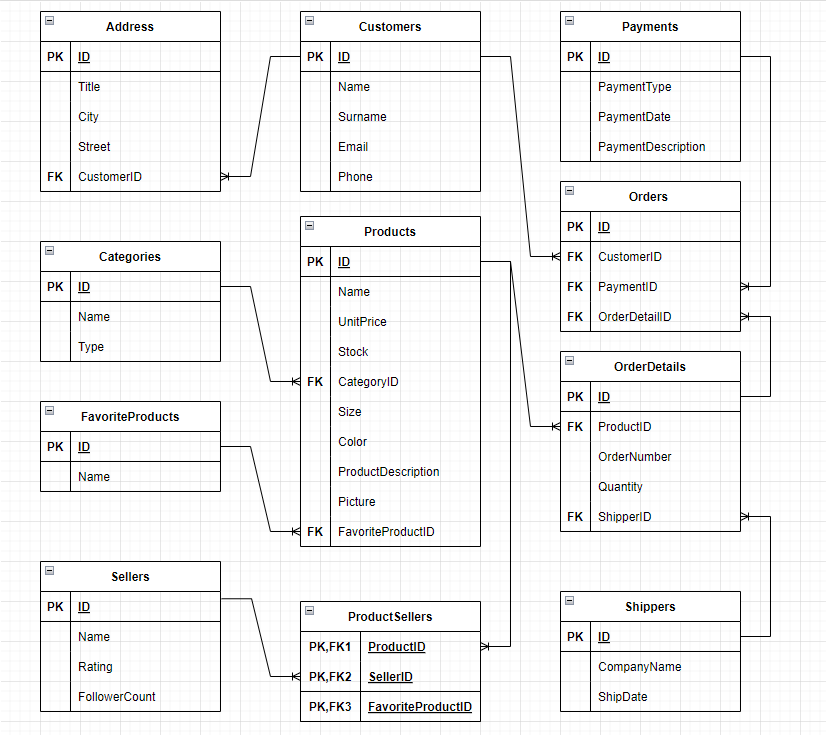 Address
PK ID
Title
City
Street
FK CustomerID
Customers
PK ID
Name
Surname
Email
Phone
Payments
PK ID
PaymentType
PaymentDate
PaymentDescription
Orders
PK ID
FK CustomerID
FK PaymentID
FK OrderDetailID
Categories
PK ID
Name
Type
Products
PK ID
Name
UnitPrice
Stock
FK CategoryID
Size
Color
ProductDescription
Picture
FK FavoriteProductID
OrderDetails
PK ID
FK ProductID
OrderNumber
Quantity
FK ShipperID
FavoriteProducts
PK ID
Name
Sellers
PK ID
Name
Rating
FollowerCount
ProductSellers
PK,FK1 ProductID
PK,FK2 SellerID
PK,FK3 FavoriteProductID
Shippers
PK ID
CompanyName
ShipDate